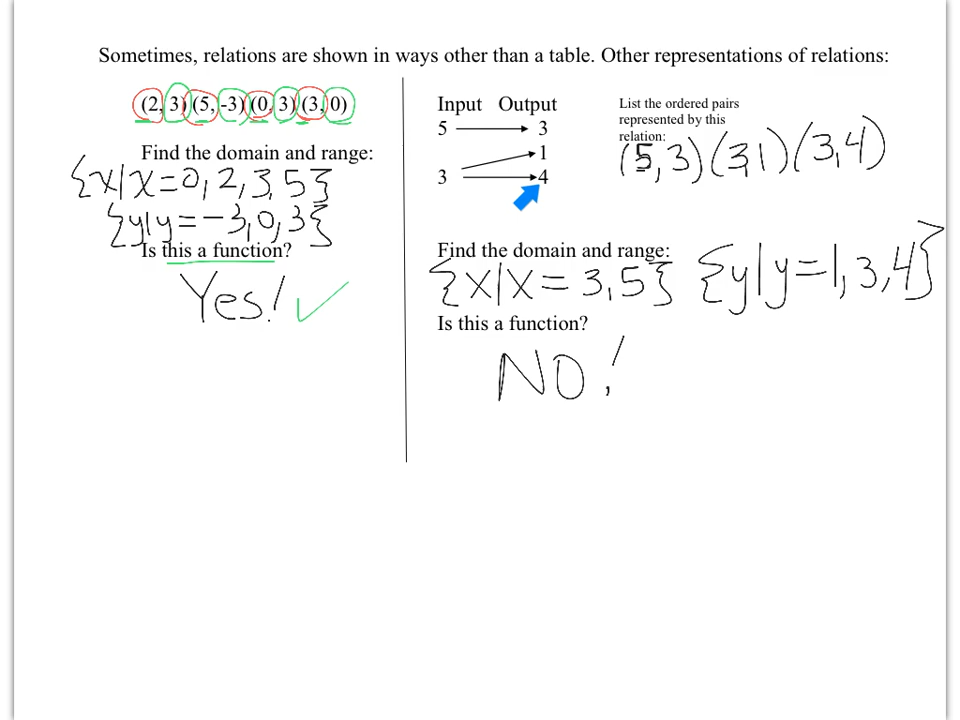 Sometimes, relations are shown in ways other than a table. Other representations of relations:
(2, 3) (5, -3) (0, 3) (3, 0)
Find the domain and range:
{x|x=0,2,3,5}
{y|y=-3,0,3}
Is this a function?
Yes!
Input Output
5 3
1
3 4
List the ordered pairs
represented by this
relation:
(5,3)(3,1)(3,4)
Find the domain and range:
{x|x=3,5} {y|y=1,3,4}
Is this a function?
NO!